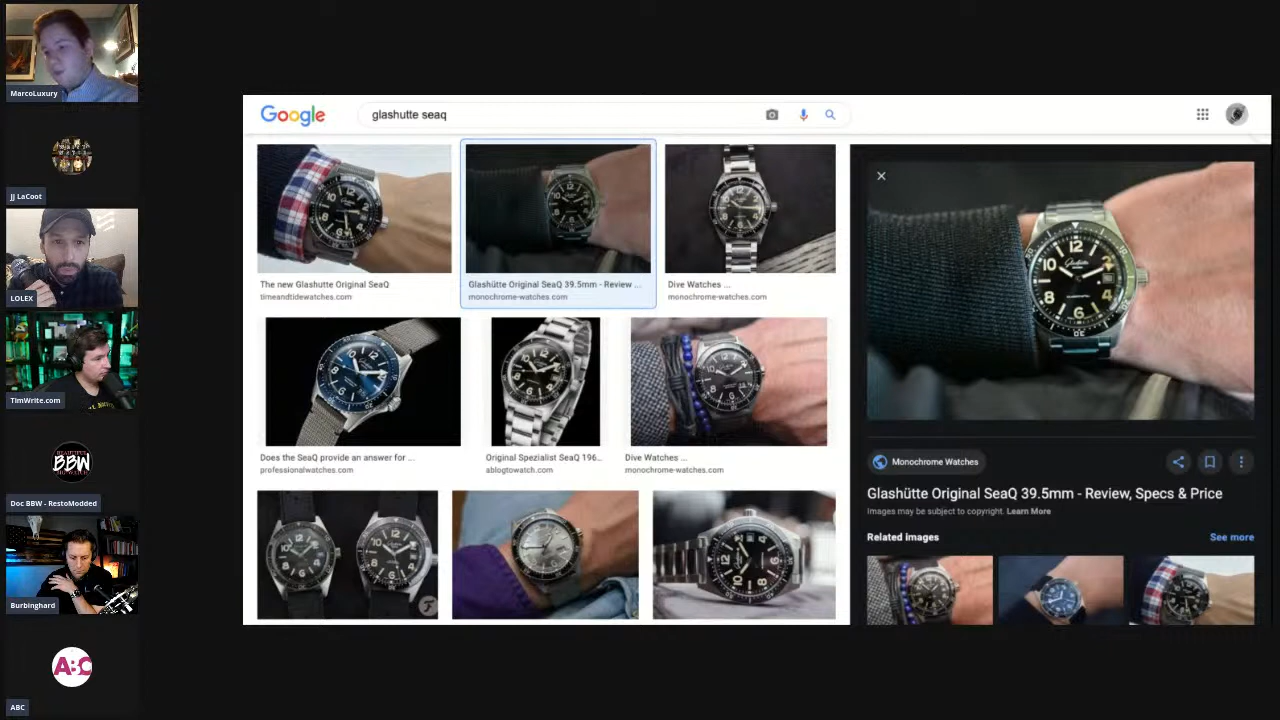 MarcoLuxury
JJ LaCoot
LOLEX
TimWrite.com
BBW
Doc BBW - RestoModded
Burbinghard
ABC
ABC
Google
glashutte seaq
The new Glashutte Original SeaQ
timeandtidewatches.com
Glashütte Original SeaQ 39.5mm - Review ...
monochrome-watches.com
Dive Watches ...
monochrome-watches.com
Does the SeaQ provide an answer for ...
professionalwatches.com
Original Spezialist SeaQ 196...
ablogtowatch.com
Dive Watches ...
monochrome-watches.com
Monochrome Watches
Glashütte Original SeaQ 39.5mm - Review, Specs & Price
Images may be subject to copyright. Learn More
Related images
See more